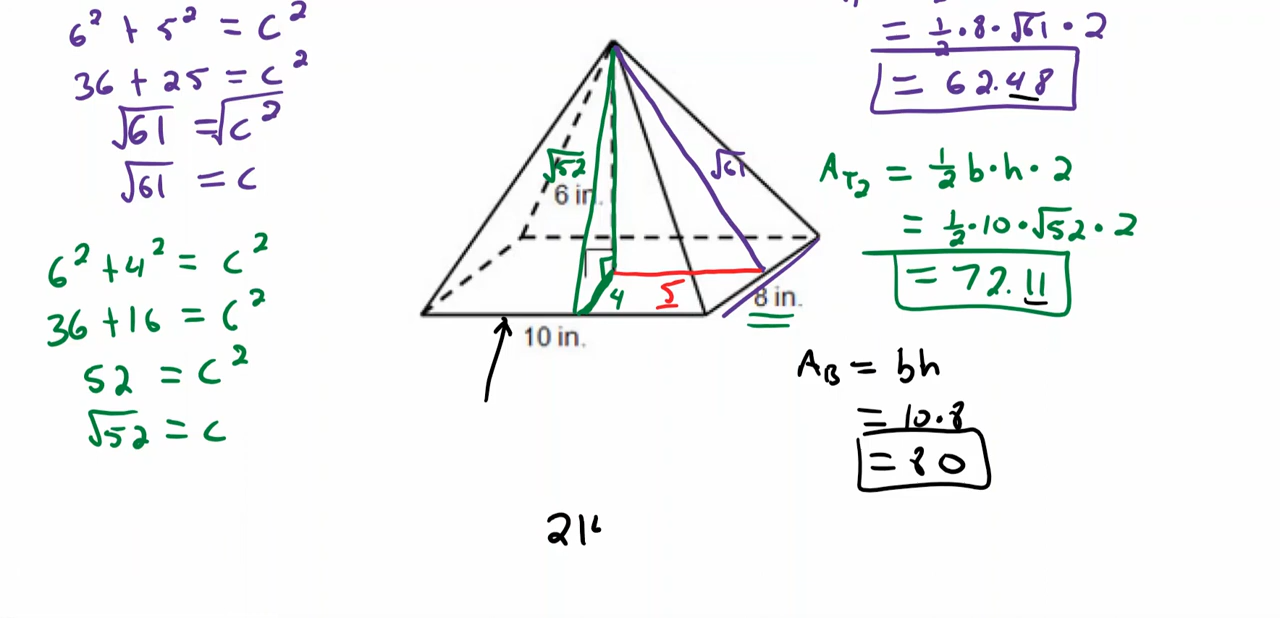 6² + 5² = c²
36 + 25 = c²
√61 = √c²
√61 = c
6² + 4² = c²
36 + 16 = c²
52 = c²
√52 = c
√52
6 in.
√61
4
5
8 in.
10 in.
= 1/2 · 8 · √61 · 2
= 62.48
A_T₂ = 1/2 b·h · 2
= 1/2 · 10 · √52 · 2
= 72.11
A_B = bh
= 10·8
= 80